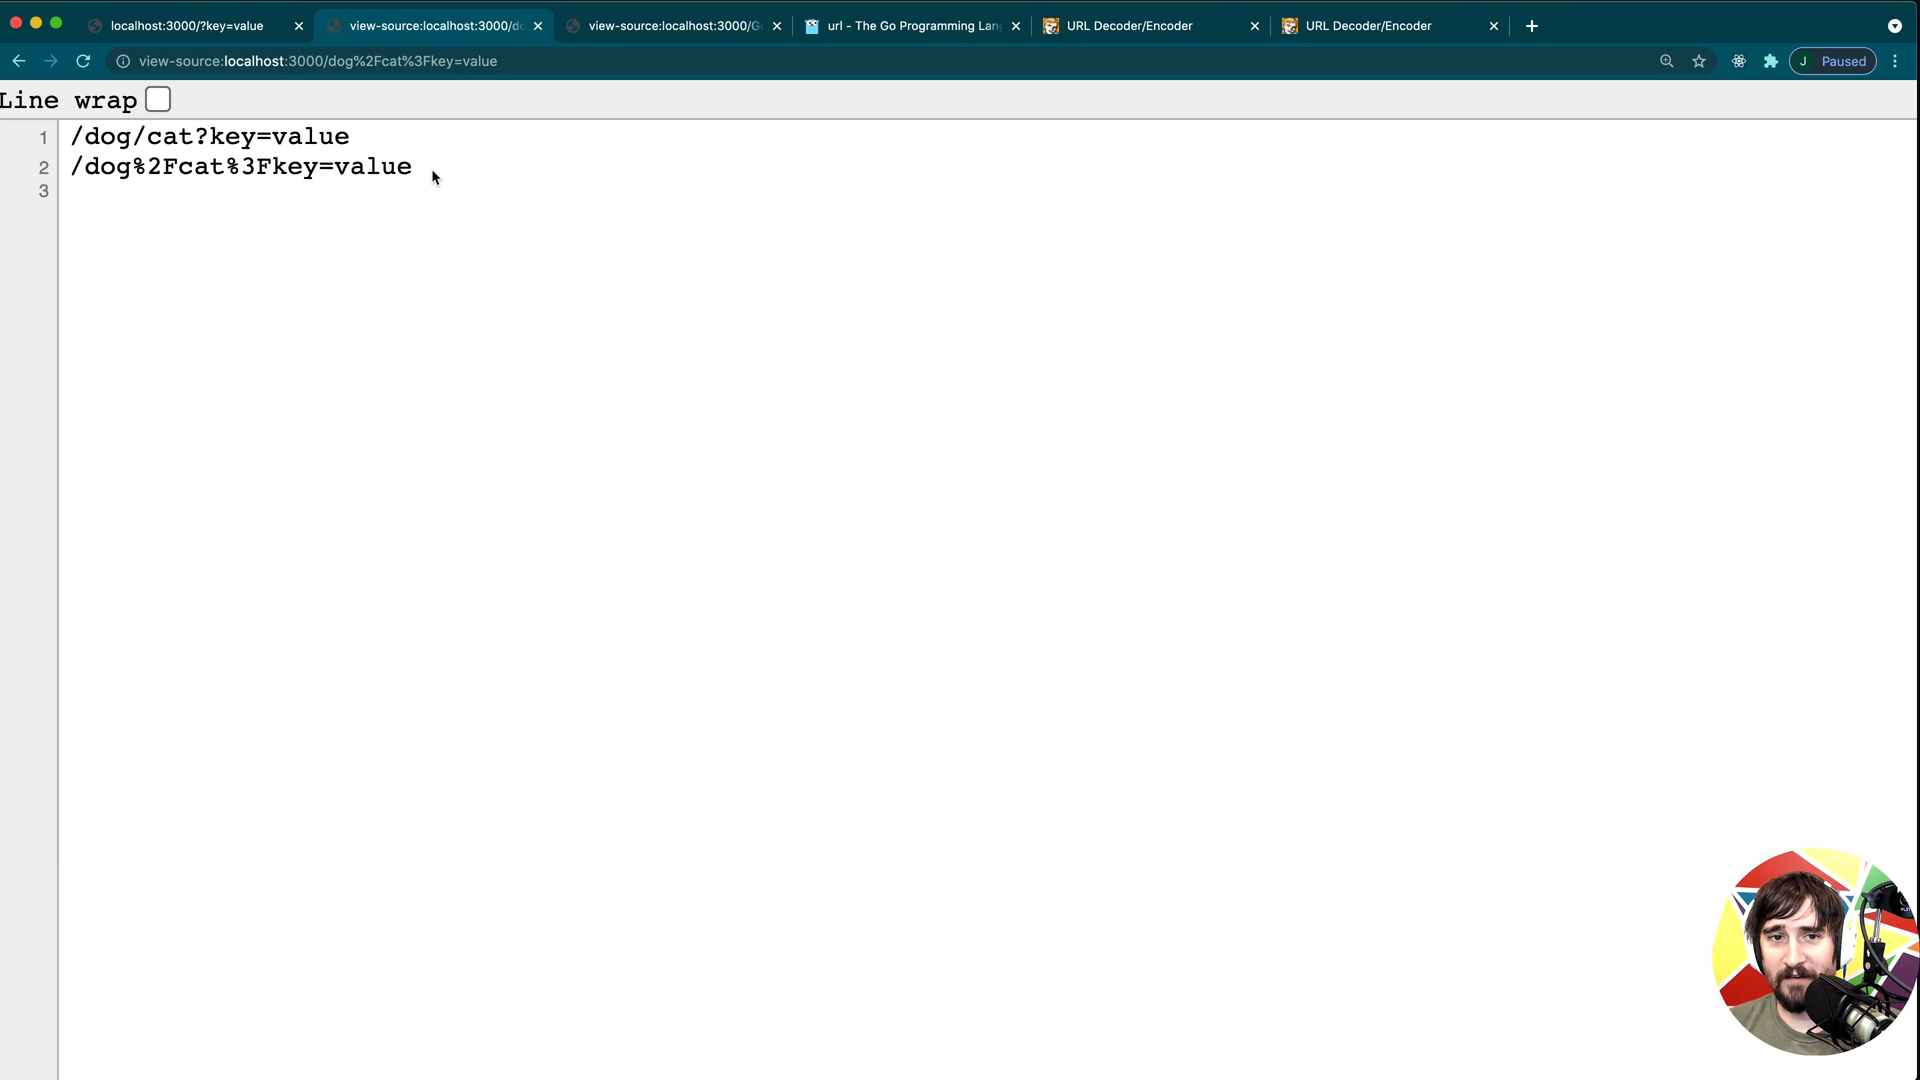 localhost:3000/?key=value
view-source:localhost:3000/do
view-source:localhost:3000/G
url - The Go Programming Lan
URL Decoder/Encoder
URL Decoder/Encoder
view-source:localhost:3000/dog%2Fcat%3Fkey=value
J Paused
Line wrap
1 /dog/cat?key=value
2 /dog%2Fcat%3Fkey=value
3